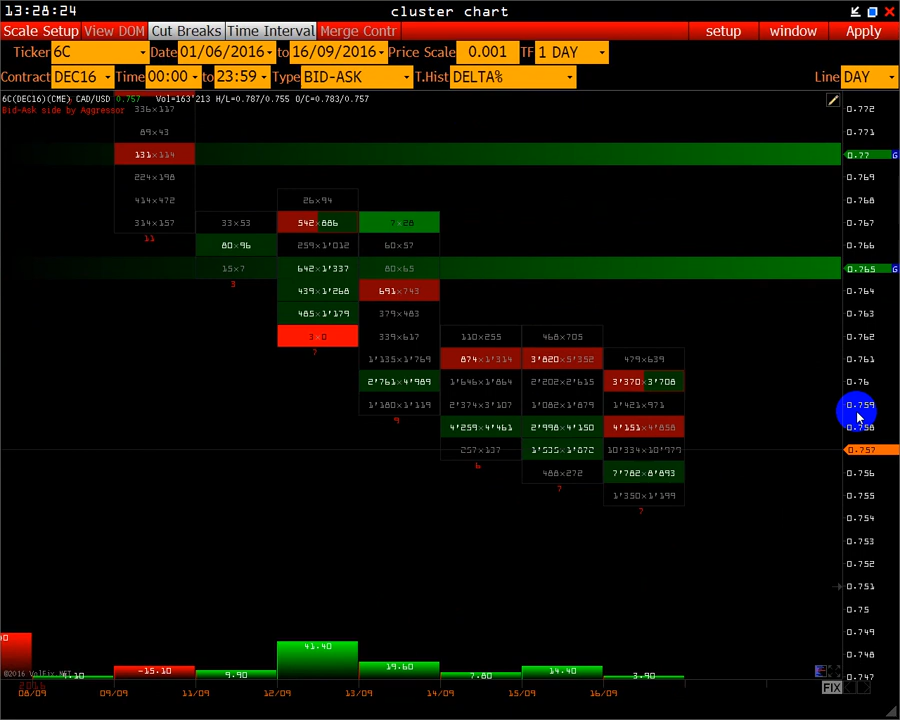 13:28:24 cluster chart
Scale Setup View DOM Cut Breaks Time Interval Merge Contr setup window Apply
Ticker 6C Date 01/06/2016 to 16/09/2016 Price Scale 0.001 TF 1 DAY
Contract DEC16 Time 00:00 to 23:59 Type BID-ASK T.Hist DELTA% Line DAY
6C(DEC16)(CME) CAD/USD 0.757 Vol=163'213 H/L=0.787/0.755 O/C=0.783/0.757
Bid-Ask side by Aggressor 336×117 0.772
89×43 0.771
131×114 0.77 G
224×198 0.769
414×472 26×94 0.768
314×157 33×53 542×886 7×28 0.767
11 80×96 259×1'012 60×57 0.766
15×7 642×1'337 80×65 0.765 G
3 439×1'268 691×743 0.764
485×1'179 379×483 0.763
3×0 339×617 110×255 468×705 0.762
7 1'135×1'769 874×1'314 3'820×5'352 479×639 0.761
2'761×4'989 1'646×1'864 2'202×2'615 3'370×3'708 0.76
1'180×1'119 2'374×3'107 1'082×1'879 1'421×971 0.759
9 4'259×4'461 2'998×4'150 4'151×4'858 0.758
257×137 1'535×1'872 10'334×10'977 0.757
6 488×272 7'782×8'893 0.756
7 1'350×1'199 0.755
7 0.754
0.753
0.752
0.751
0.75
0.749
41.40 0.748
©2016 VolFix.NET -15.10 9.90 19.60 7.80 14.40 3.90 0.747
08/09 09/09 11/09 12/09 13/09 14/09 15/09 16/09 FIX